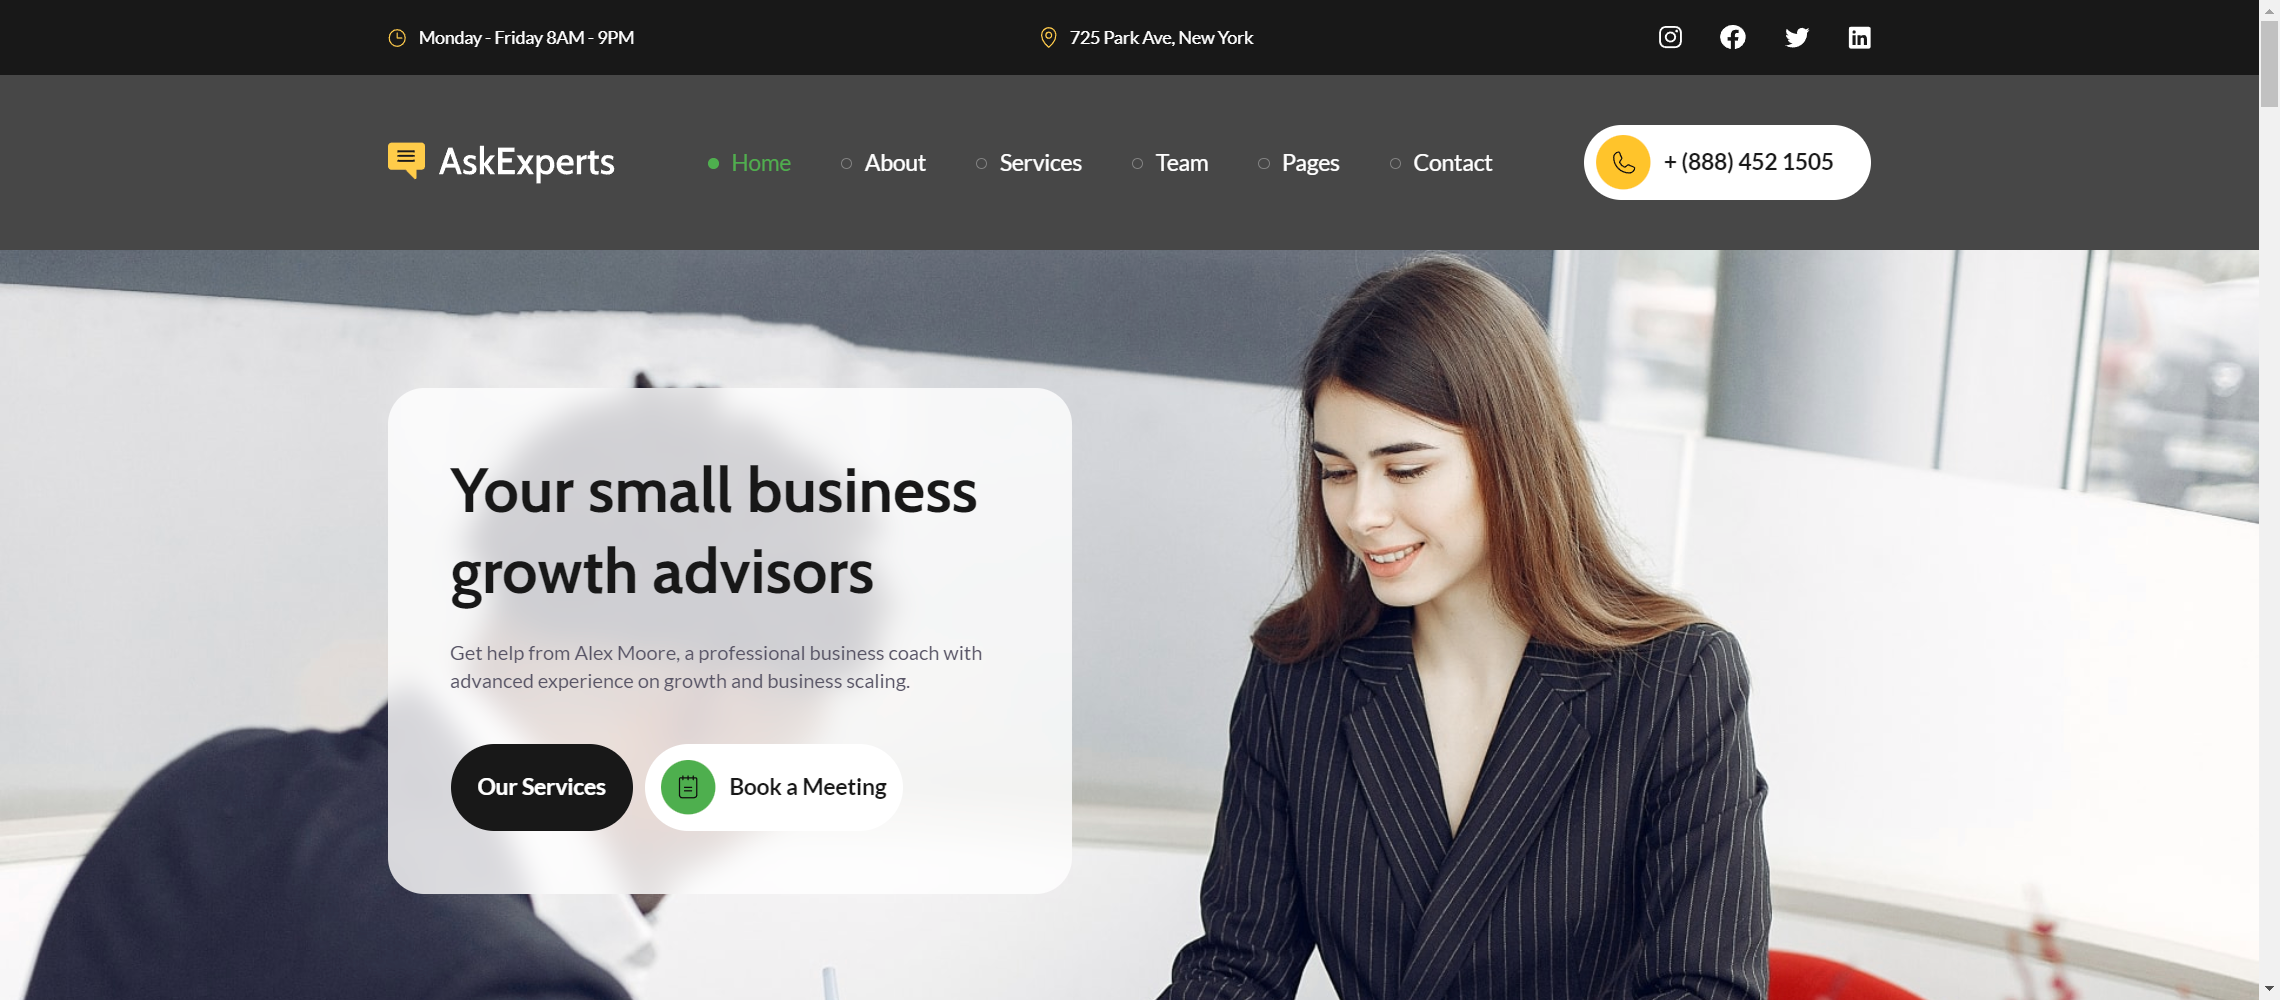 Monday - Friday 8AM - 9PM
725 Park Ave, New York
AskExperts
Home
About
Services
Team
Pages
Contact
+ (888) 452 1505
Your small business
growth advisors
Get help from Alex Moore, a professional business coach with
advanced experience on growth and business scaling.
Our Services
Book a Meeting